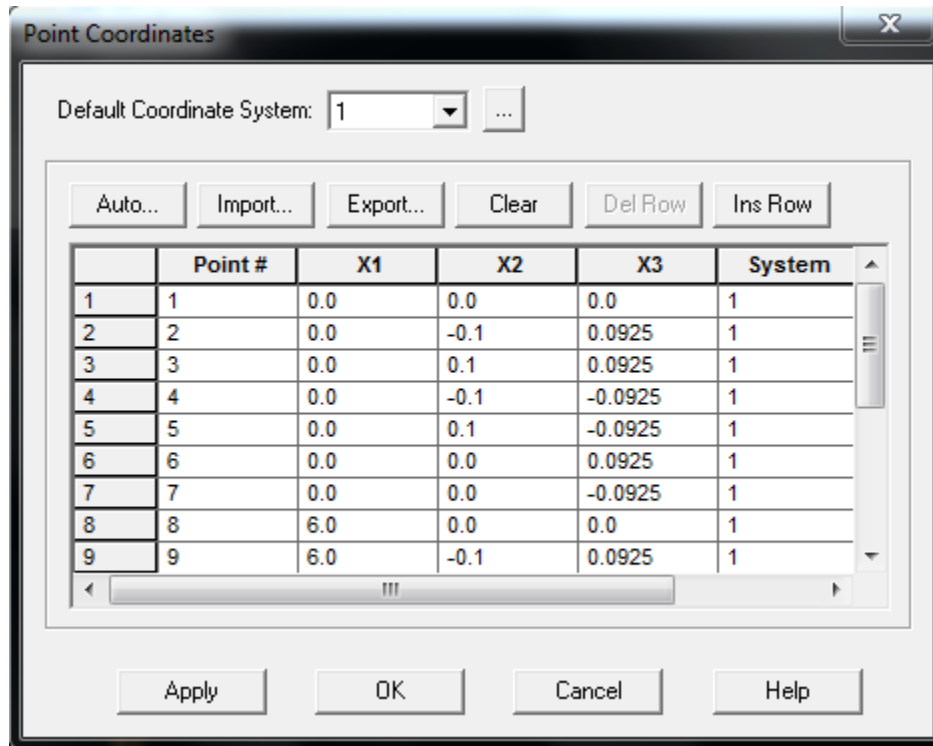 Point Coordinates
Default Coordinate System: 1 ...
Auto... Import... Export... Clear Del Row Ins Row
Point # X1 X2 X3 System
1 1 0.0 0.0 0.0 1
2 2 0.0 -0.1 0.0925 1
3 3 0.0 0.1 0.0925 1
4 4 0.0 -0.1 -0.0925 1
5 5 0.0 0.1 -0.0925 1
6 6 0.0 0.0 0.0925 1
7 7 0.0 0.0 -0.0925 1
8 8 6.0 0.0 0.0 1
9 9 6.0 -0.1 0.0925 1
Apply OK Cancel Help